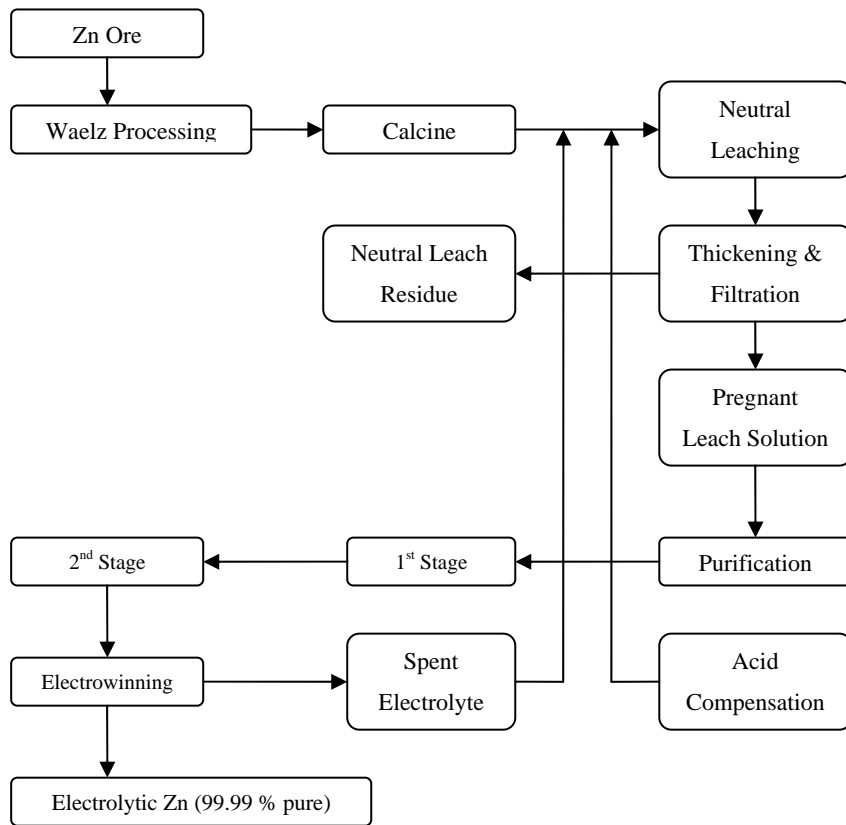 Zn Ore
Waelz Processing
Calcine
Neutral
Leaching
Neutral Leach
Residue
Thickening &
Filtration
Pregnant
Leach Solution
2nd Stage
1st Stage
Purification
Electrowinning
Spent
Electrolyte
Acid
Compensation
Electrolytic Zn (99.99 % pure)